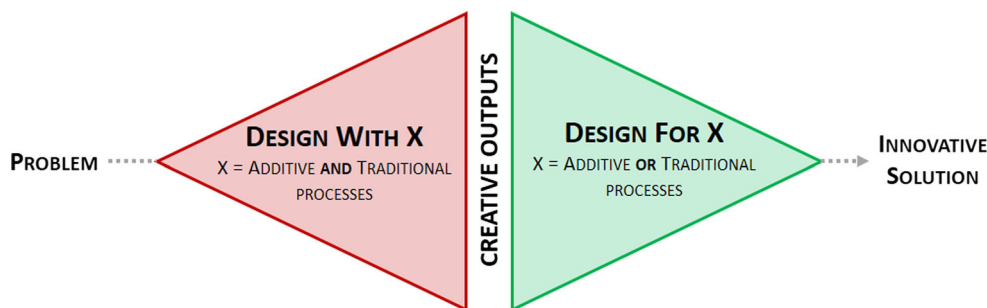 PROBLEM
DESIGN WITH X
X = ADDITIVE AND TRADITIONAL
PROCESSES
CREATIVE OUTPUTS
DESIGN FOR X
X = ADDITIVE OR TRADITIONAL
PROCESSES
INNOVATIVE
SOLUTION